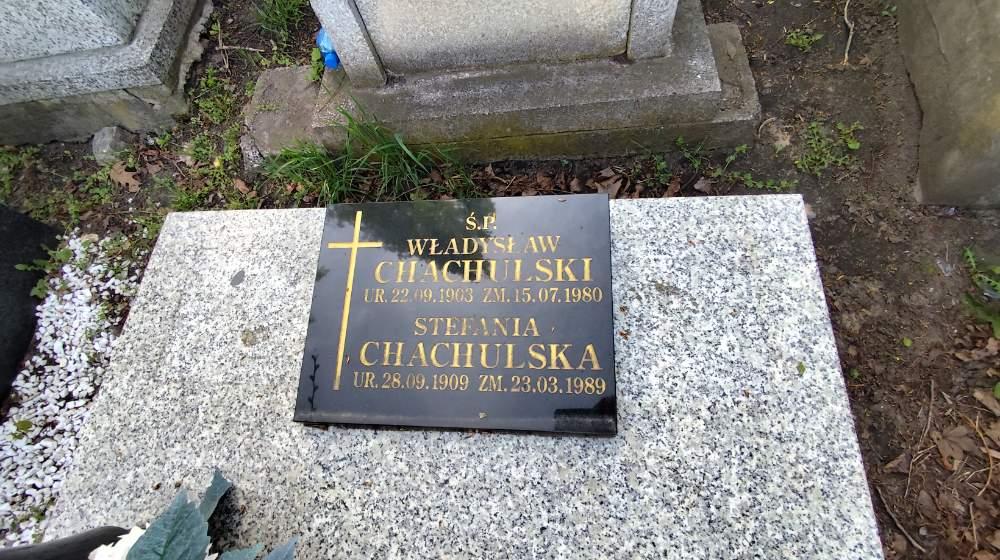 Ś.P.
WŁADYSŁAW
CHACHULSKI
UR. 22.09.1903 ZM. 15.07.1980
STEFANIA
CHACHULSKA
UR. 28.09.1909 ZM. 23.03.1989